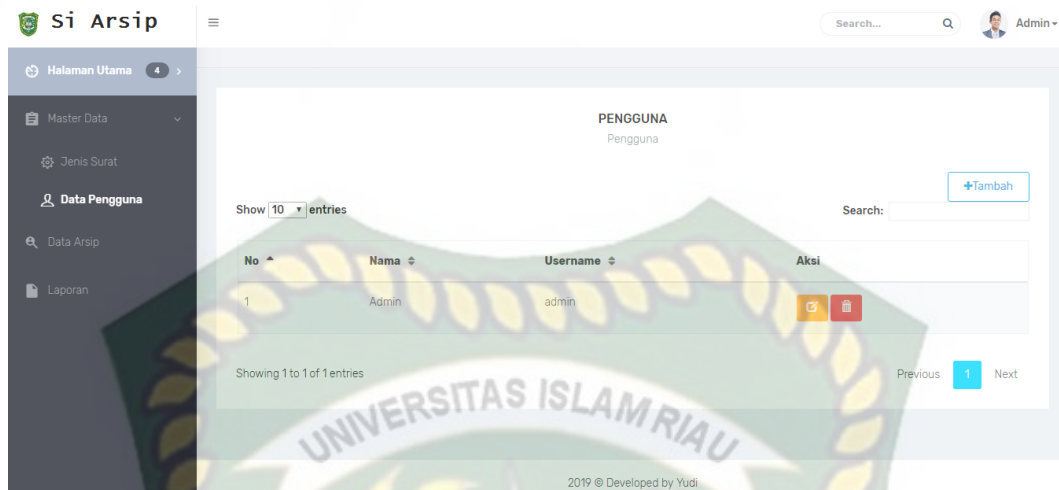 Si Arsip
Search...
Admin
Halaman Utama 4
Master Data
Jenis Surat
Data Pengguna
Data Arsip
Laporan
PENGGUNA
Pengguna
+Tambah
Show 10 entries
Search:
No Nama Username Aksi
1 Admin admin
Showing 1 to 1 of 1 entries
Previous 1 Next
UNIVERSITAS ISLAM RIAU
2019 © Developed by Yudi